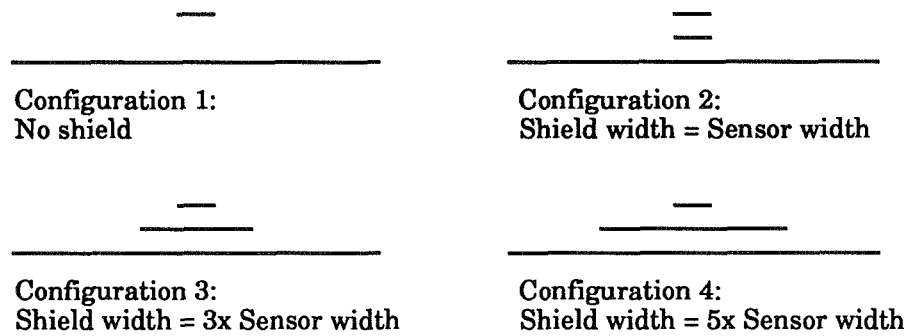 Configuration 1:
No shield
Configuration 2:
Shield width = Sensor width
Configuration 3:
Shield width = 3x Sensor width
Configuration 4:
Shield width = 5x Sensor width